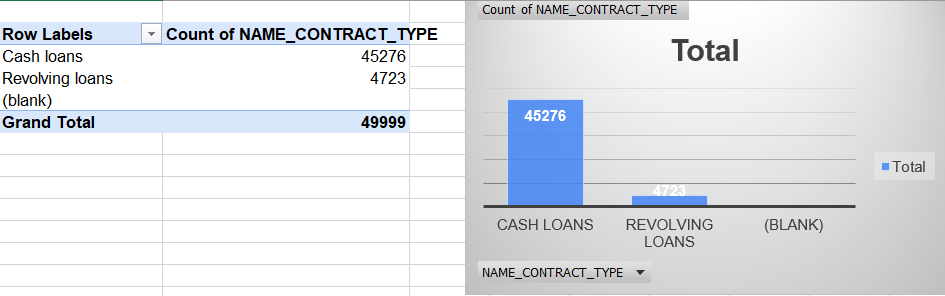 Row Labels Count of NAME_CONTRACT_TYPE
Cash loans 45276
Revolving loans 4723
(blank)
Grand Total 49999
Count of NAME_CONTRACT_TYPE
Total
45276
4723
CASH LOANS REVOLVING LOANS (BLANK)
Total
NAME_CONTRACT_TYPE